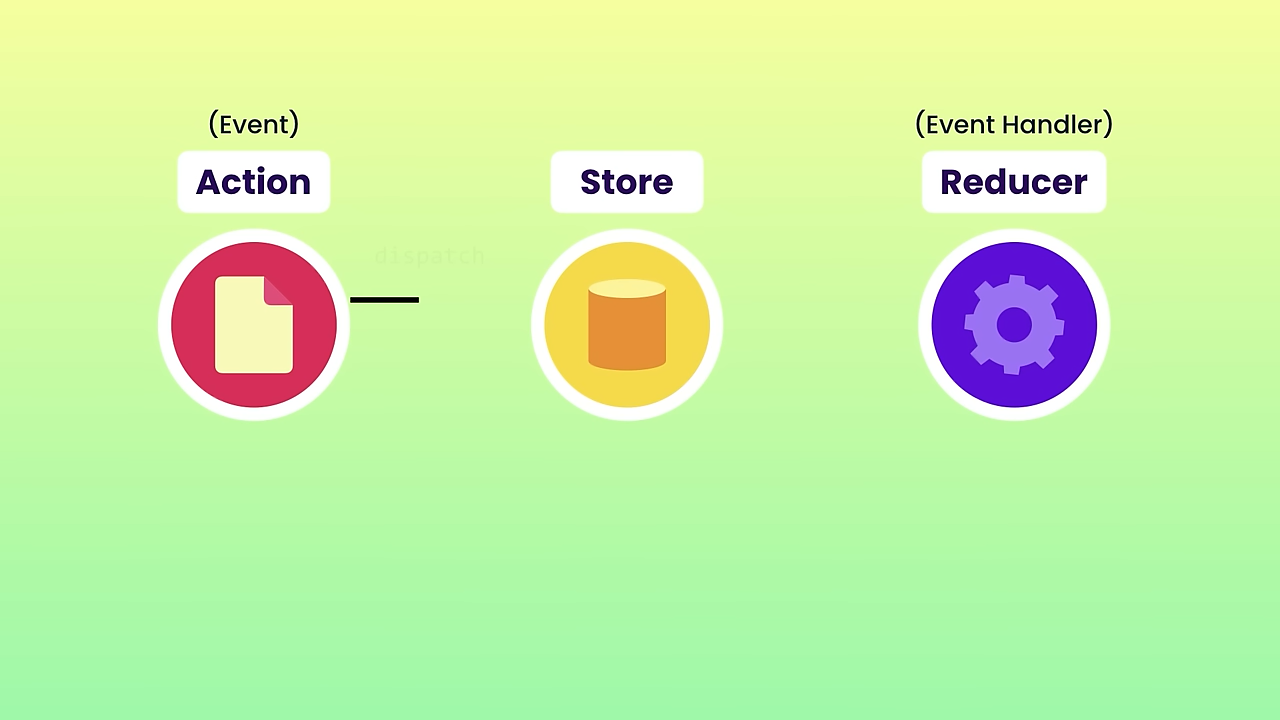 (Event)
Action
Store
(Event Handler)
Reducer
dispatch